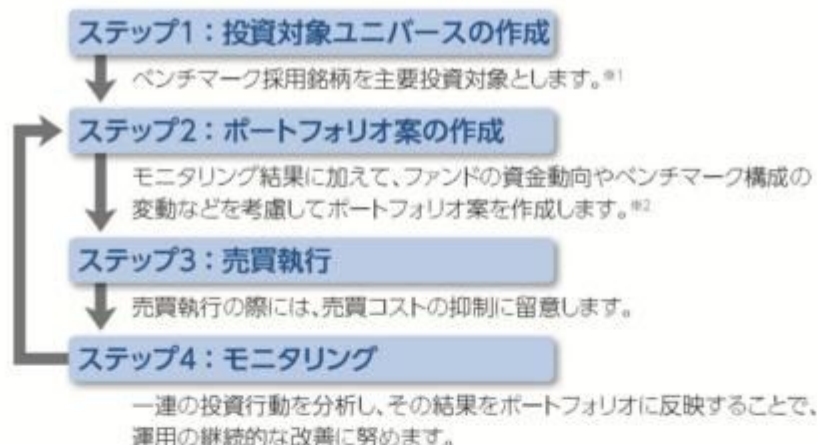 ステップ1：投資対象ユニバースの作成
ベンチマーク採用銘柄を主要投資対象とします。※1
ステップ2：ポートフォリオ案の作成
モニタリング結果に加えて、ファンドの資金動向やベンチマーク構成の
変動などを考慮してポートフォリオ案を作成します。※2
ステップ3：売買執行
売買執行の際には、売買コストの抑制に留意します。
ステップ4：モニタリング
一連の投資行動を分析し、その結果をポートフォリオに反映することで、
運用の継続的な改善に努めます。